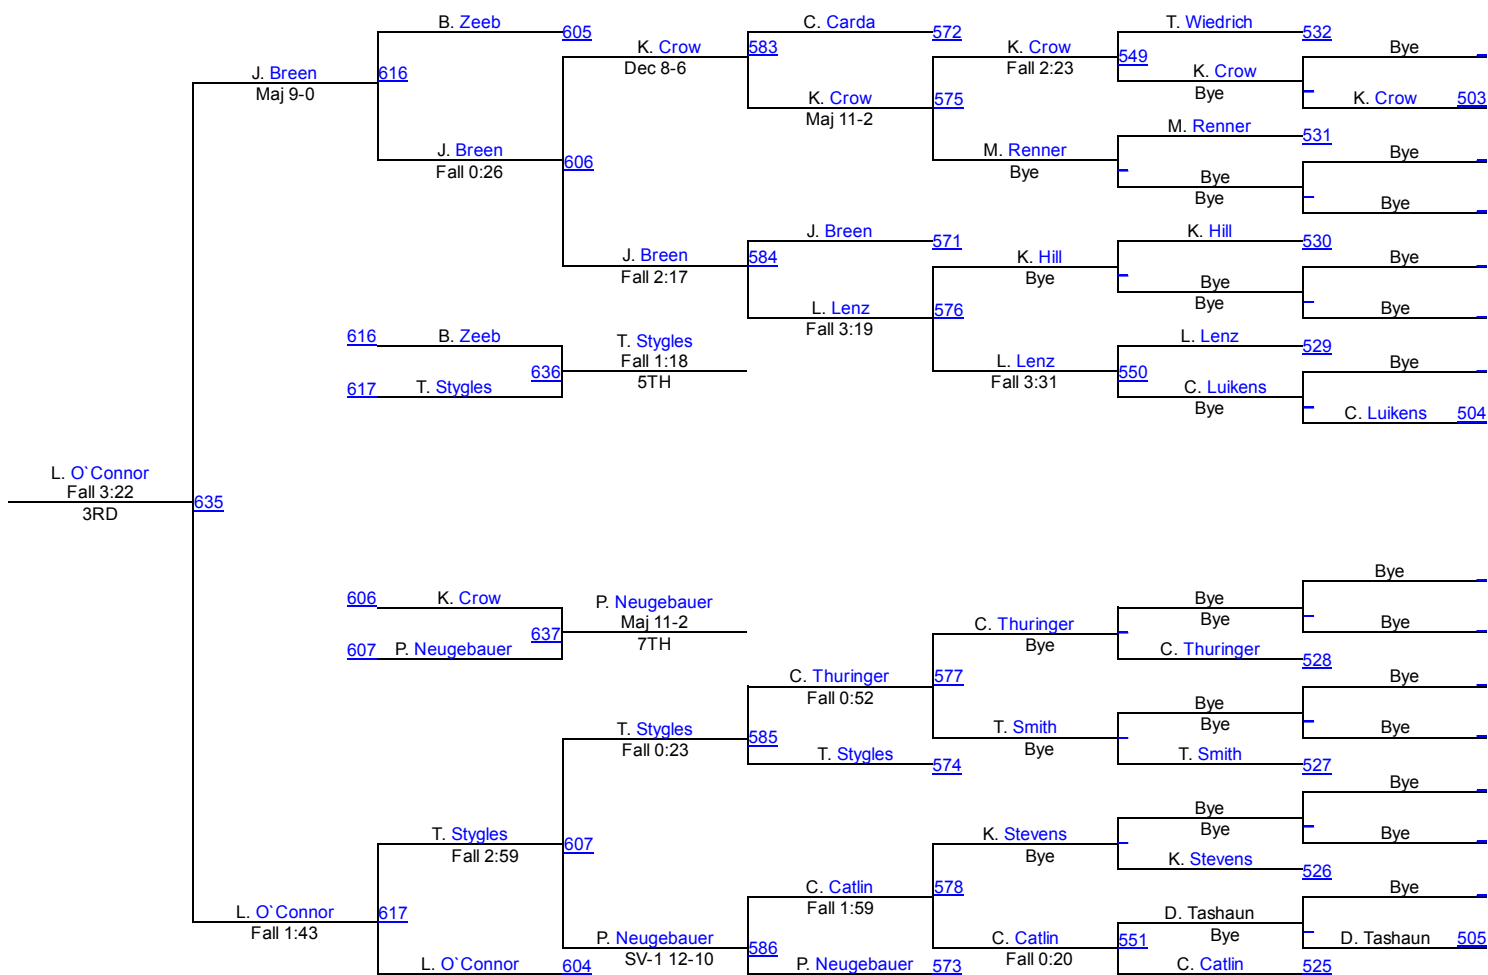 B. Zeeb
605
C. Carda
572
T. Wiedrich
532
K. Crow
Dec 8-6
583
K. Crow
Fall 2:23
549
Bye
J. Breen
Maj 9-0
616
K. Crow
Bye
K. Crow
Maj 11-2
575
K. Crow 503
M. Renner
531
J. Breen
Fall 0:26
606
M. Renner
Bye
Bye
Bye
Bye
Bye
J. Breen
571
K. Hill
530
J. Breen
Fall 2:17
584
K. Hill
Bye
Bye
Bye
Bye
L. Lenz
Fall 3:19
576
Bye
616 B. Zeeb
T. Stygles
Fall 1:18
5TH
L. Lenz
529
636
L. Lenz
Fall 3:31
550
Bye
617 T. Stygles
C. Luikens
Bye
C. Luikens 504
L. O`Connor
Fall 3:22
3RD
635
Bye
606 K. Crow
P. Neugebauer
Maj 11-2
7TH
Bye
Bye
637
C. Thuringer
Bye
Bye
607 P. Neugebauer
C. Thuringer
528
C. Thuringer
Fall 0:52
577
Bye
Bye
Bye
T. Stygles
Fall 0:23
585
T. Smith
Bye
Bye
T. Stygles
574
T. Smith
527
Bye
Bye
Bye
T. Stygles
Fall 2:59
607
K. Stevens
Bye
Bye
K. Stevens
526
C. Catlin
Fall 1:59
578
Bye
L. O`Connor
Fall 1:43
617
D. Tashaun
Bye
P. Neugebauer
SV-1 12-10
586
C. Catlin
Fall 0:20
551
D. Tashaun 505
L. O`Connor
604
P. Neugebauer
573
C. Catlin
525